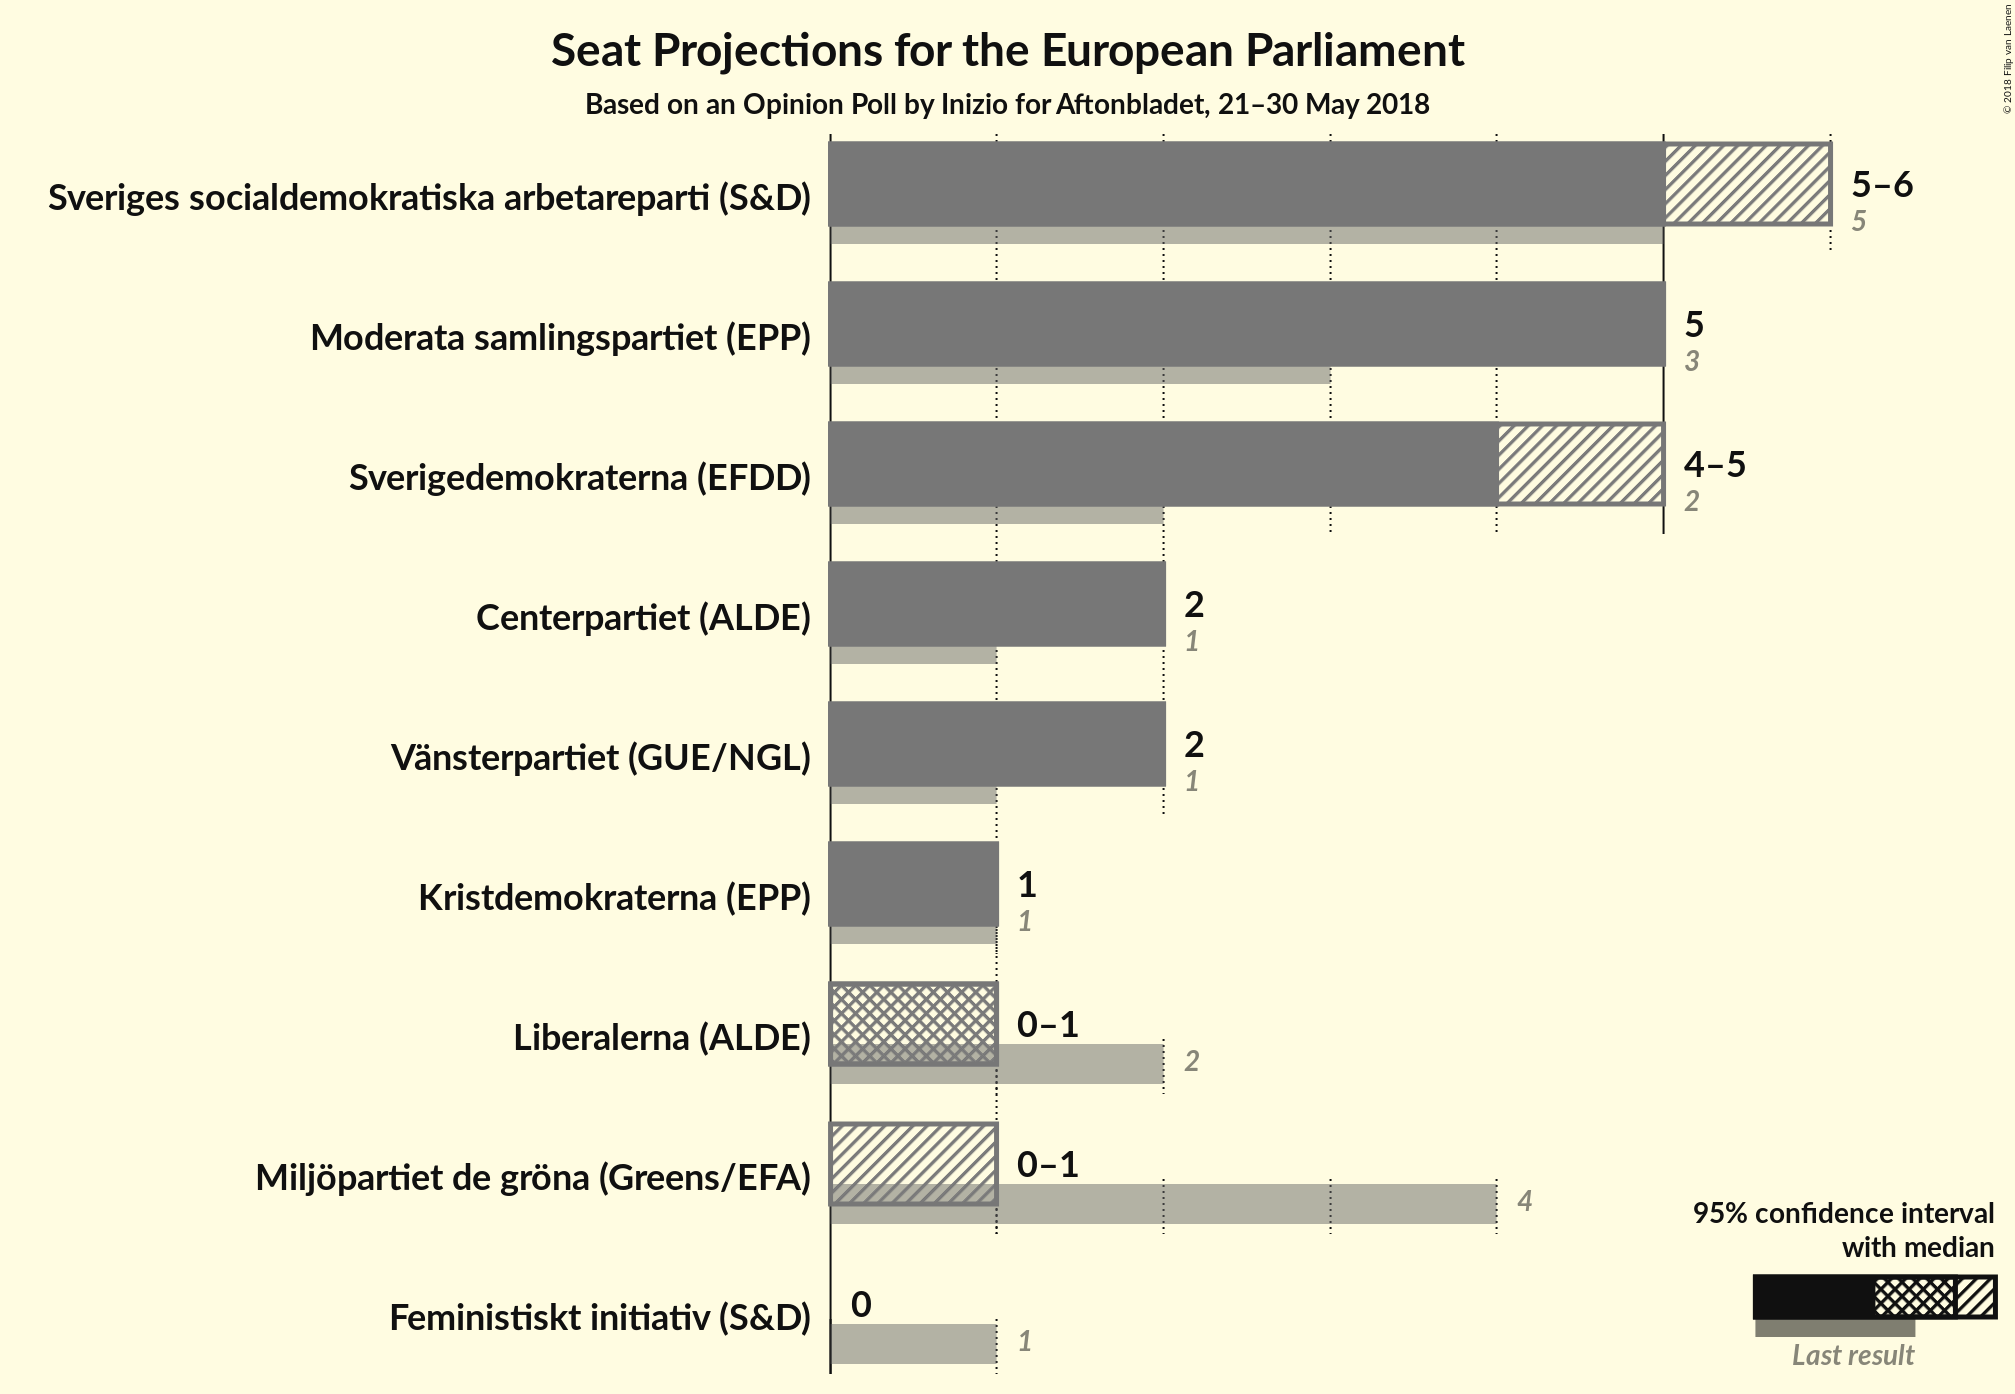 Seat Projections for the European Parliament
Based on an Opinion Poll by Inizio for Aftonbladet, 21–30 May 2018
© 2018 Filip van Laenen
Sveriges socialdemokratiska arbetareparti (S&D)
5–6
5
Moderata samlingspartiet (EPP)
5
3
Sverigedemokraterna (EFDD)
4–5
2
Centerpartiet (ALDE)
2
1
Vänsterpartiet (GUE/NGL)
2
1
Kristdemokraterna (EPP)
1
1
Liberalerna (ALDE)
0–1
2
Miljöpartiet de gröna (Greens/EFA)
0–1
4
Feministiskt initiativ (S&D)
0
1
95% confidence interval
with median
Last result